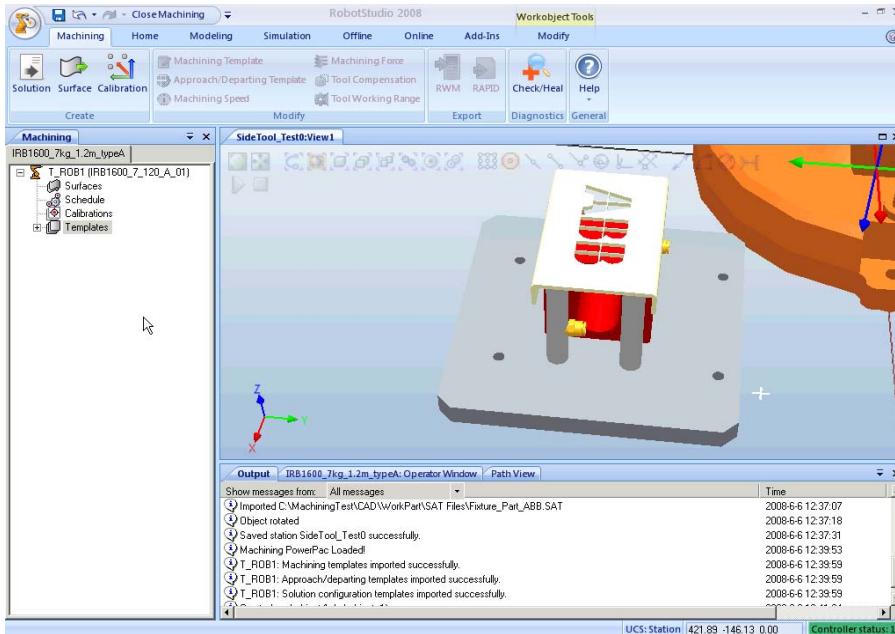 CloseMachining
RobotStudio 2008
Workobject Tools
Machining Home Modeling Simulation Offline Online Add-Ins Modify
Solution Surface Calibration
Machining Template
Approach/Departing Template
Machining Speed
Machining Force
Tool Compensation
Tool Working Range
RWM RAPID
Check/Heal
Help
Create Modify Export Diagnostics General
Machining
SideTool_Test0:View1
IRB1600_7kg_1.2m_typeA
T_ROB1 (IRB1600_7_120_A_01)
Surfaces
Schedule
Calibrations
Templates
ABB
Z
Y
X
Output IRB1600_7kg_1.2m_typeA: Operator Window Path View
Show messages from: All messages Time
Imported C:\MachiningTest\CAD\WorkPart\SAT Files\Fixture_Part_ABB.SAT 2008-6-6 12:37:07
Object rotated 2008-6-6 12:37:18
Saved station SideTool_Test0 successfully. 2008-6-6 12:37:31
Machining PowerPac Loaded! 2008-6-6 12:39:53
T_ROB1: Machining templates imported successfully. 2008-6-6 12:39:59
T_ROB1: Approach/departing templates imported successfully. 2008-6-6 12:39:59
T_ROB1: Solution configuration templates imported successfully. 2008-6-6 12:39:59
UCS: Station 421.89 -146.13 0.00 Controller status: